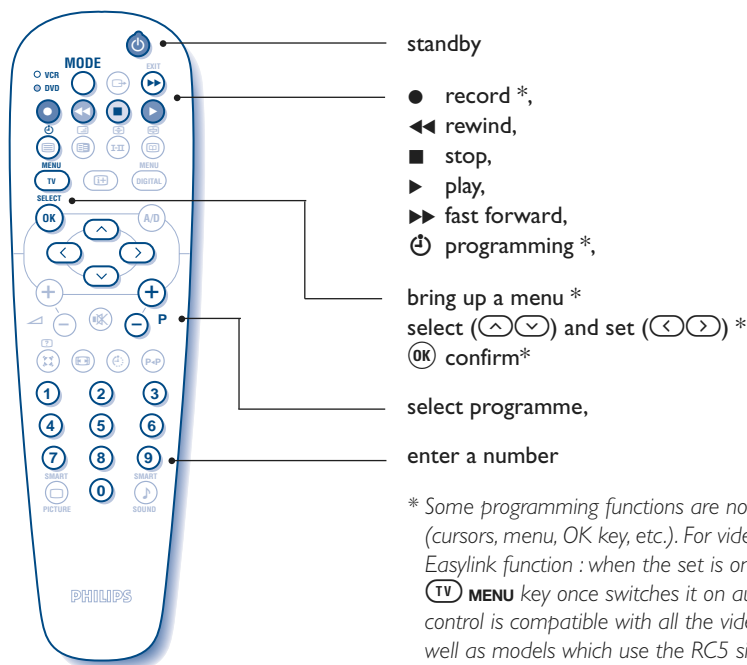 MODE
EXIT
VCR
DVD
MENU
MENU
TV
DIGITAL
I-II
SELECT
OK
A/D
P
?
P◂P
1 2 3
4 5 6
7 8 9
SMART
SMART
0
PICTURE
SOUND
PHILIPS
standby
● record *,
◀◀ rewind,
■ stop,
▶ play,
▶▶ fast forward,
programming *,
bring up a menu *
select ( ) and set ( ) *
OK confirm*
select programme,
enter a number
* Some programming functions are no
(cursors, menu, OK key, etc.). For vide
Easylink function : when the set is or
TV MENU key once switches it on au
control is compatible with all the vide
well as models which use the RC5 si